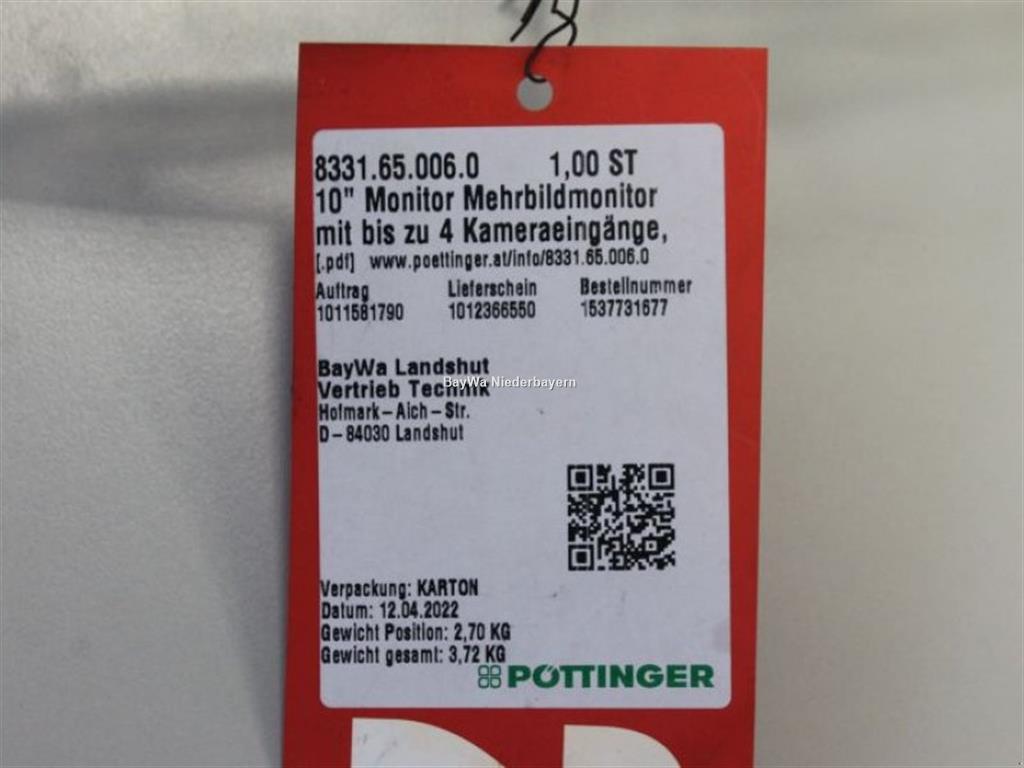 8331.65.006.0 1,00 ST
10" Monitor Mehrbildmonitor
mit bis zu 4 Kameraeingänge,
[.pdf] www.poettinger.at/info/8331.65.006.0
Auftrag Lieferschein Bestellnummer
1011581790 1012366550 1537731677
BayWa Landshut
Vertrieb Technik
BayWa Niederbayern
Hofmark-Aich-Str.
D-84030 Landshut
Verpackung: KARTON
Datum: 12.04.2022
Gewicht Position: 2,70 KG
Gewicht gesamt: 3,72 KG
PÖTTINGER